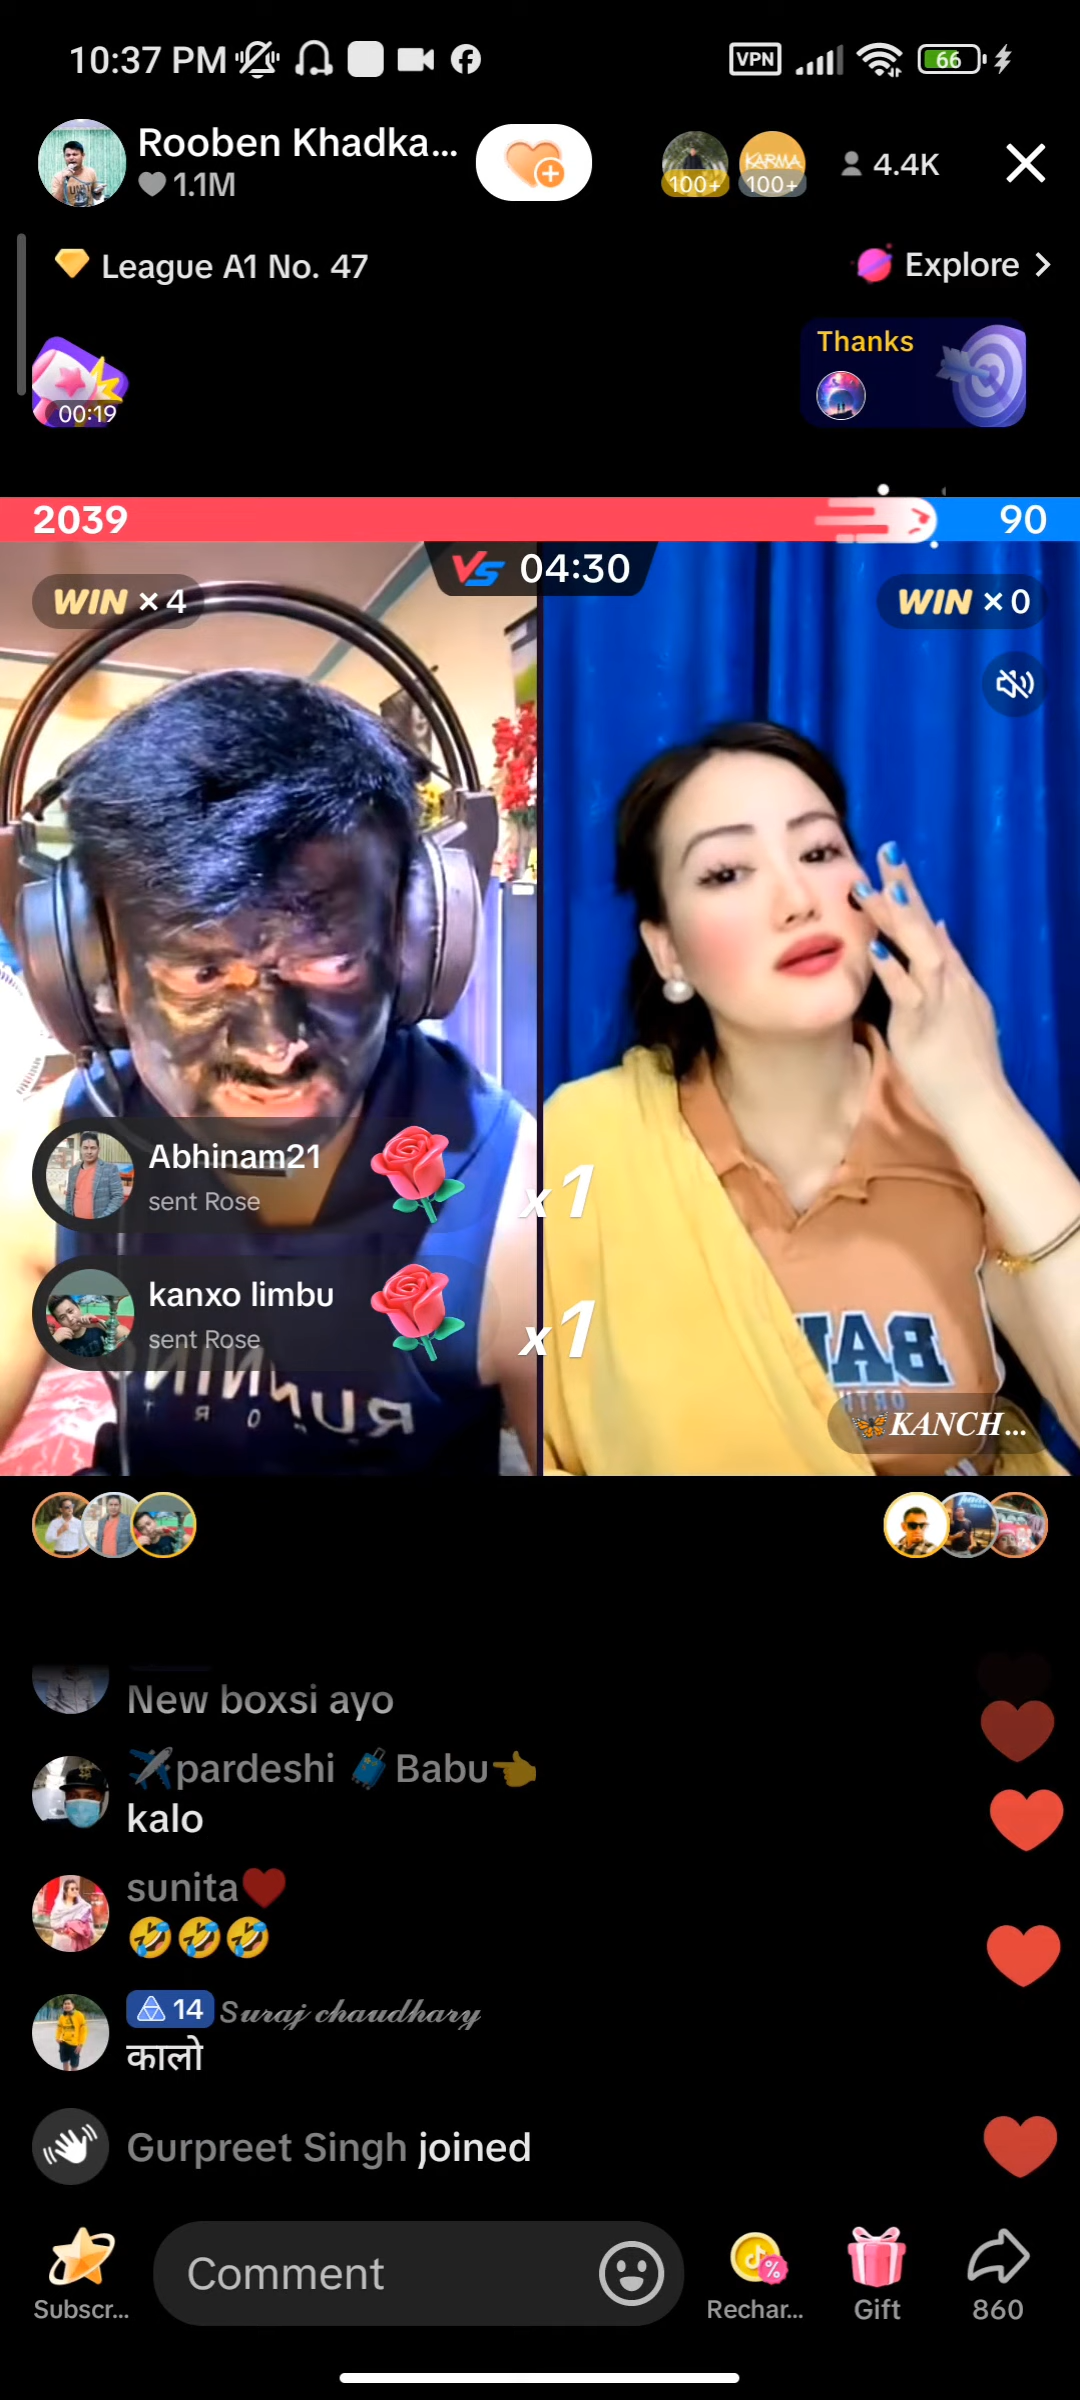 10:37 PM
VPN
66
Rooben Khadka...
1.1M
100+
KARMA
100+
4.4K
League A1 No. 47
Explore
Thanks
00:19
2039
90
VS 04:30
WIN ×4
WIN ×0
Abhinam21
sent Rose
x1
kanxo limbu
sent Rose
x1
🦋KANCH...
New boxsi ayo
✈️pardeshi 🧳Babu👈
kalo
sunita♥️
🤣🤣🤣
14 Suraj chaudhary
कालो
Gurpreet Singh joined
Subscr...
Comment
Rechar...
Gift
860